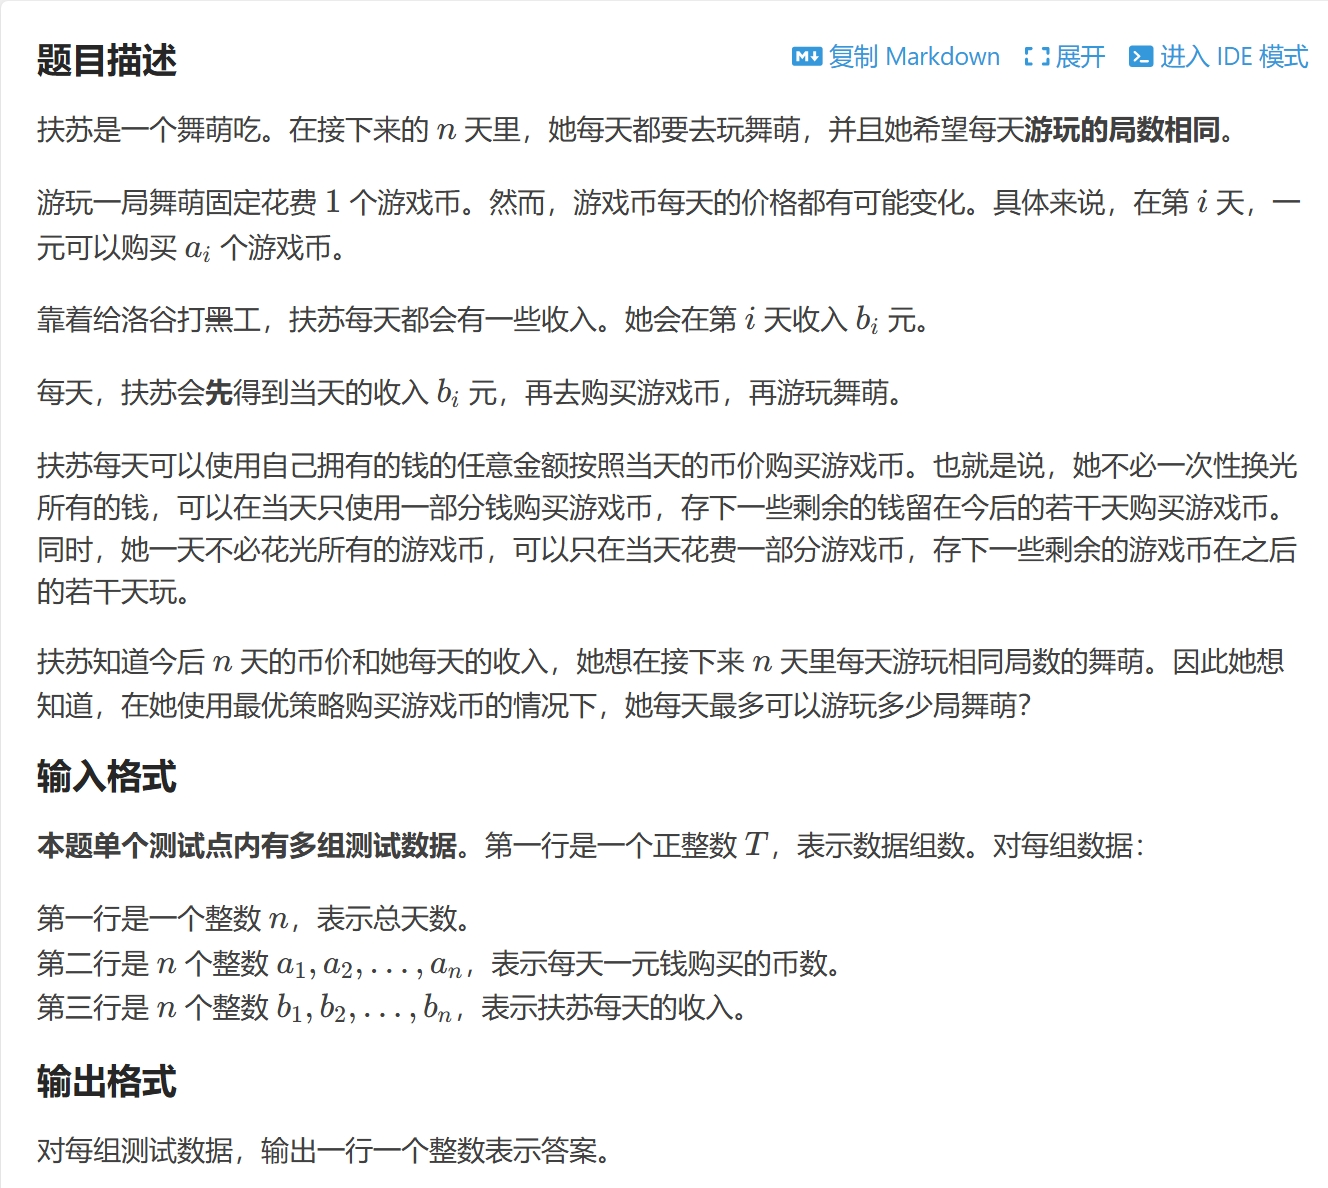 题目描述
复制 Markdown 展开 进入 IDE 模式
扶苏是一个舞萌吃。在接下来的 n 天里，她每天都要去玩舞萌，并且她希望每天游玩的局数相同。
游玩一局舞萌固定花费 1 个游戏币。然而，游戏币每天的价格都有可能变化。具体来说，在第 i 天，一
元可以购买 a_i 个游戏币。
靠着给洛谷打黑工，扶苏每天都会有一些收入。她会在第 i 天收入 b_i 元。
每天，扶苏会先得到当天的收入 b_i 元，再去购买游戏币，再游玩舞萌。
扶苏每天可以使用自己拥有的钱的任意金额按照当天的币价购买游戏币。也就是说，她不必一次性换光
所有的钱，可以在当天只使用一部分钱购买游戏币，存下一些剩余的钱留在今后的若干天购买游戏币。
同时，她一天不必花光所有的游戏币，可以只在当天花费一部分游戏币，存下一些剩余的游戏币在之后
的若干天玩。
扶苏知道今后 n 天的币价和她每天的收入，她想在接下来 n 天里每天游玩相同局数的舞萌。因此她想
知道，在她使用最优策略购买游戏币的情况下，她每天最多可以游玩多少局舞萌？
输入格式
本题单个测试点内有多组测试数据。第一行是一个正整数 T，表示数据组数。对每组数据：
第一行是一个整数 n，表示总天数。
第二行是 n 个整数 a_1, a_2, ..., a_n，表示每天一元钱购买的币数。
第三行是 n 个整数 b_1, b_2, ..., b_n，表示扶苏每天的收入。
输出格式
对每组测试数据，输出一行一个整数表示答案。